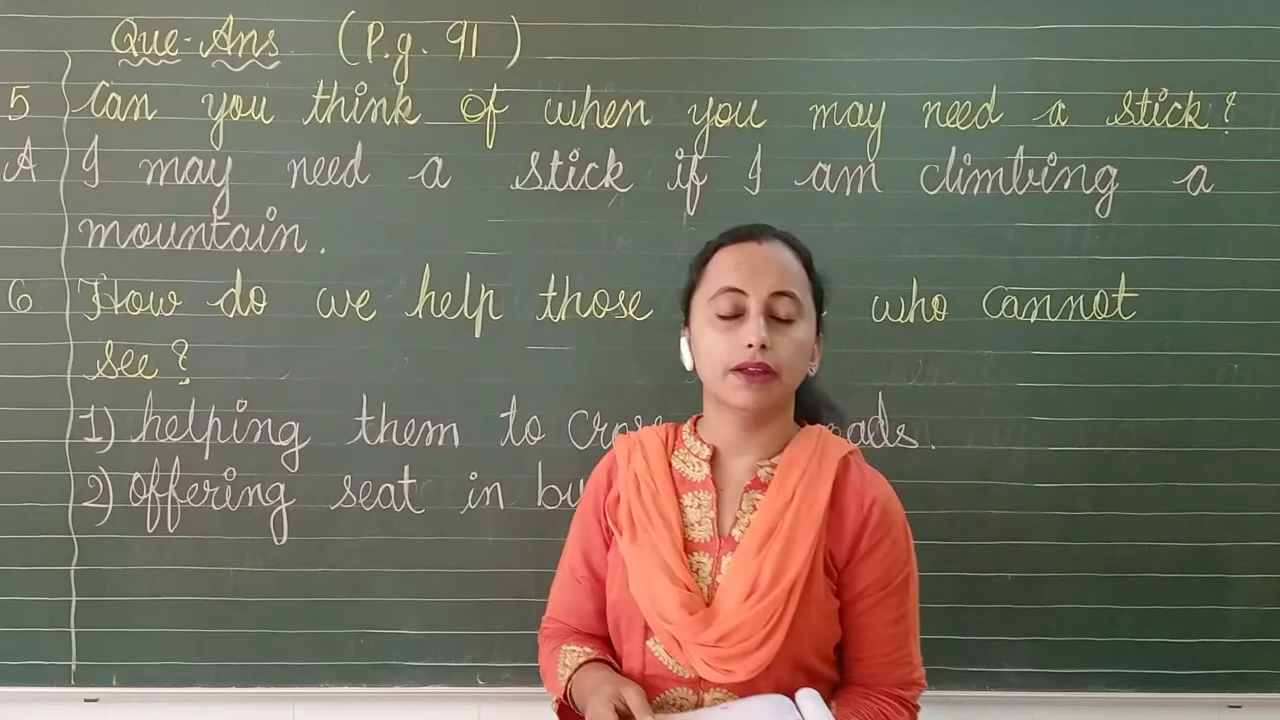 Que-Ans (P.g. 91)
5 Can you think of when you may need a stick?
A I may need a stick if I am climbing a
mountain.
6 How do we help those who cannot
see?
1) helping them to
2) offering seat in